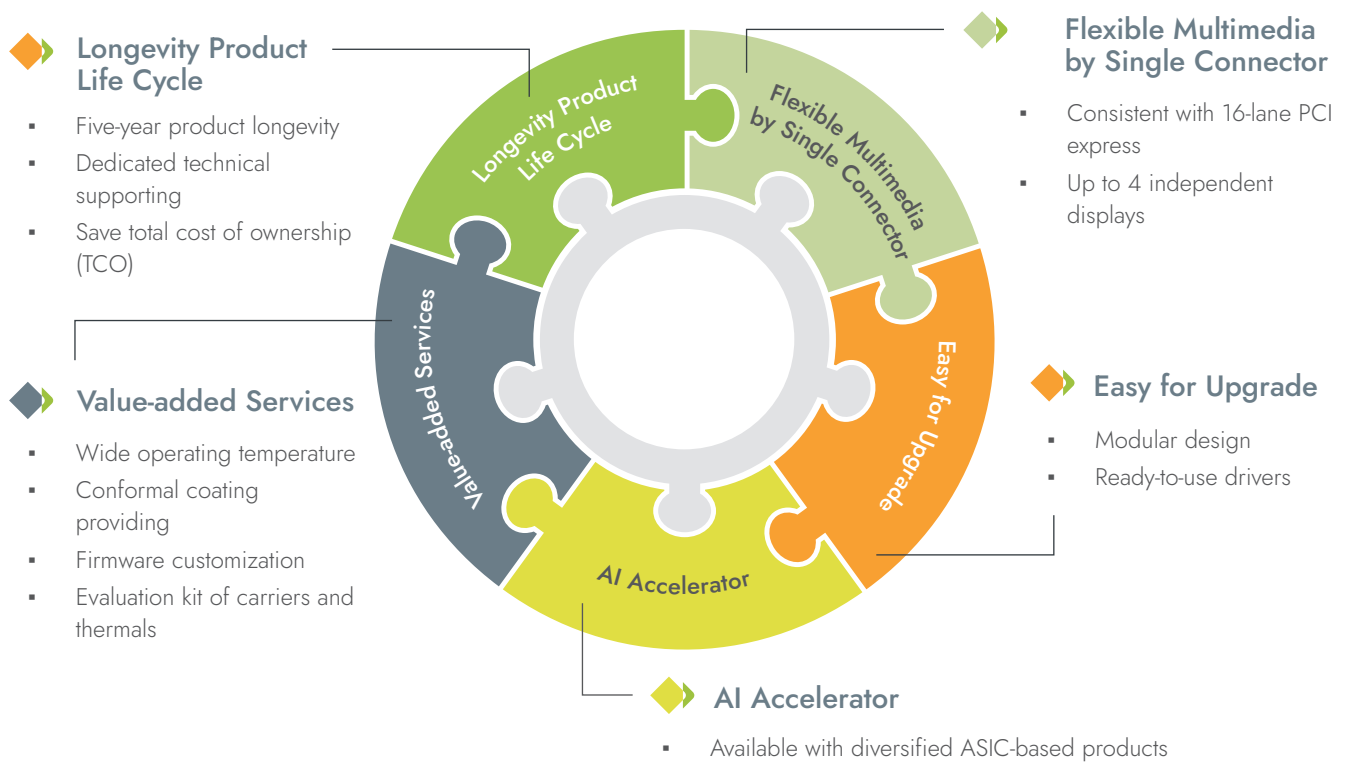 Longevity Product
Life Cycle
▪ Five-year product longevity
▪ Dedicated technical
supporting
▪ Save total cost of ownership
(TCO)
Flexible Multimedia
by Single Connector
▪ Consistent with 16-lane PCI
express
▪ Up to 4 independent
displays
Longevity Product
Life Cycle
Flexible Multimedia
by Single Connector
Value-added Services
Easy for Upgrade
AI Accelerator
Value-added Services
▪ Wide operating temperature
▪ Conformal coating
providing
▪ Firmware customization
▪ Evaluation kit of carriers and
thermals
Easy for Upgrade
▪ Modular design
▪ Ready-to-use drivers
AI Accelerator
▪ Available with diversified ASIC-based products